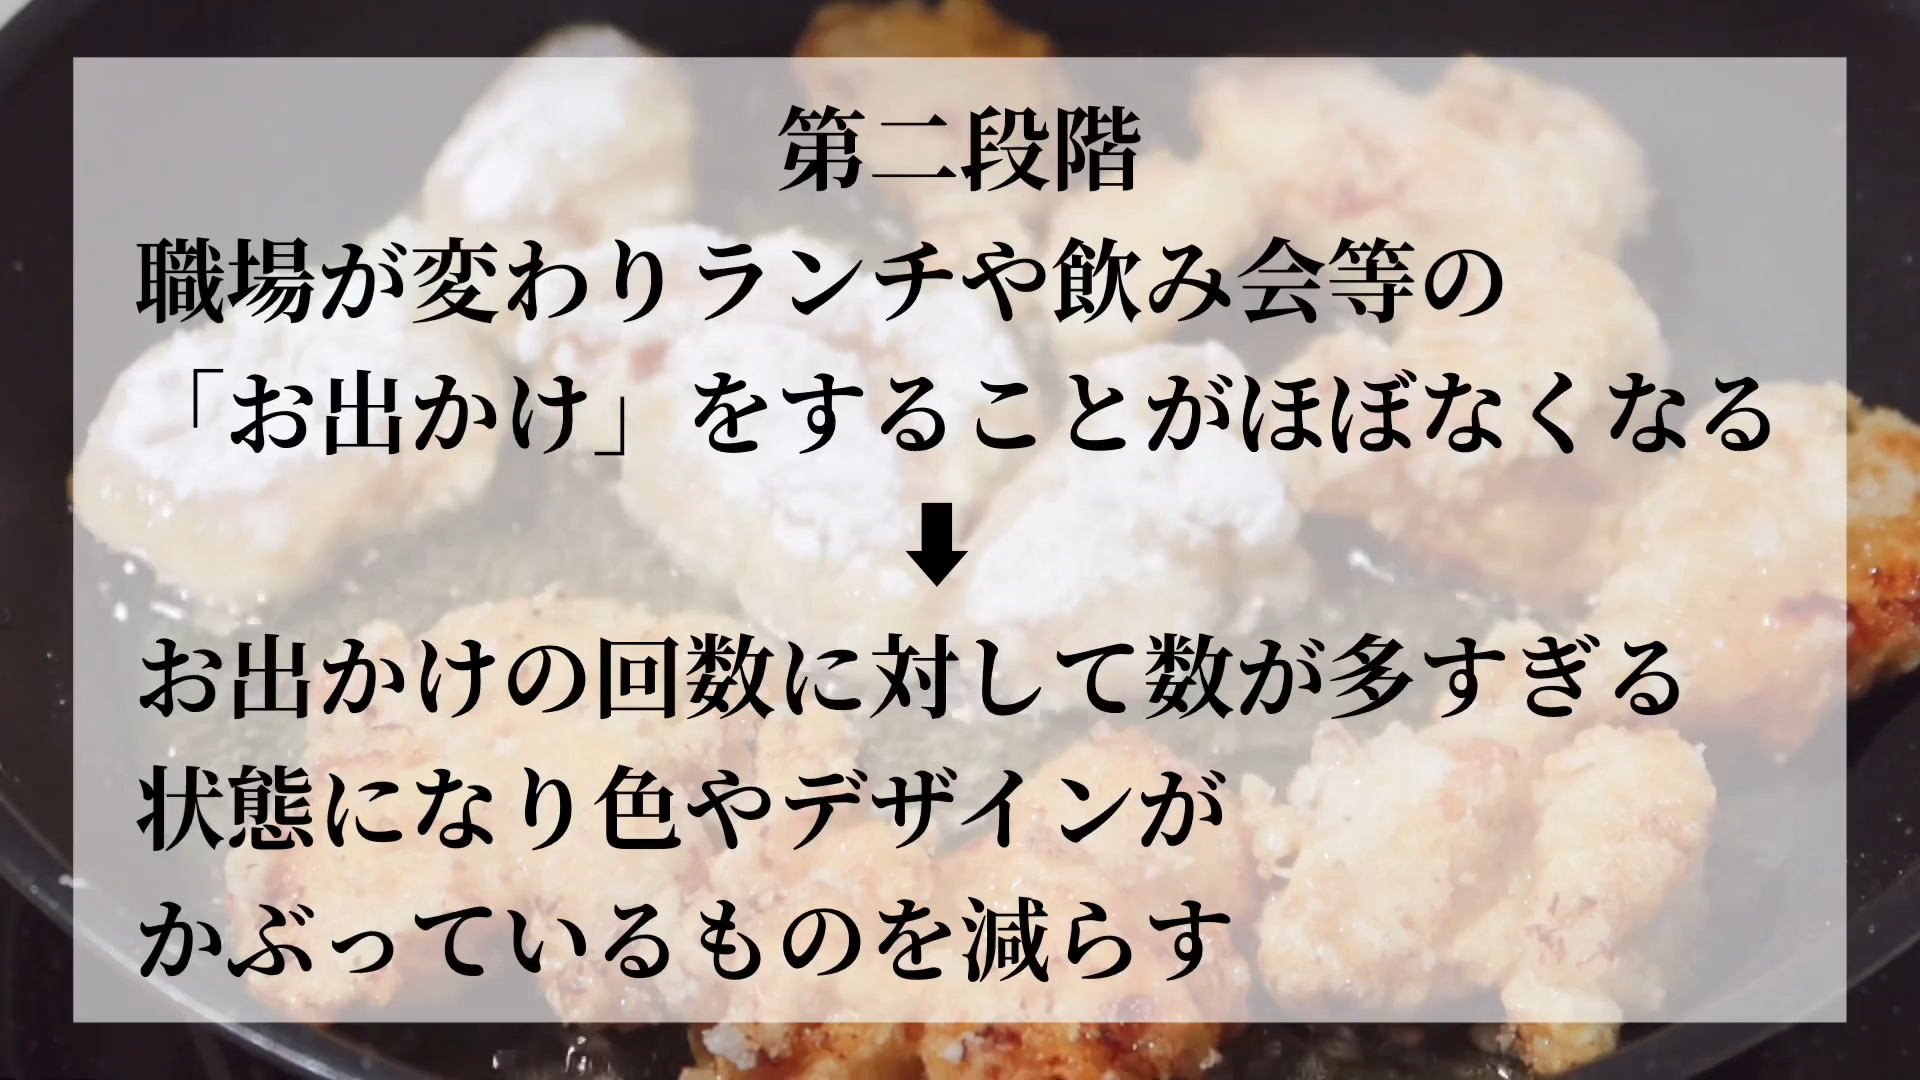 第二段階
職場が変わりランチや飲み会等の
「お出かけ」をすることがほぼなくなる
お出かけの回数に対して数が多すぎる
状態になり色やデザインが
かぶっているものを減らす